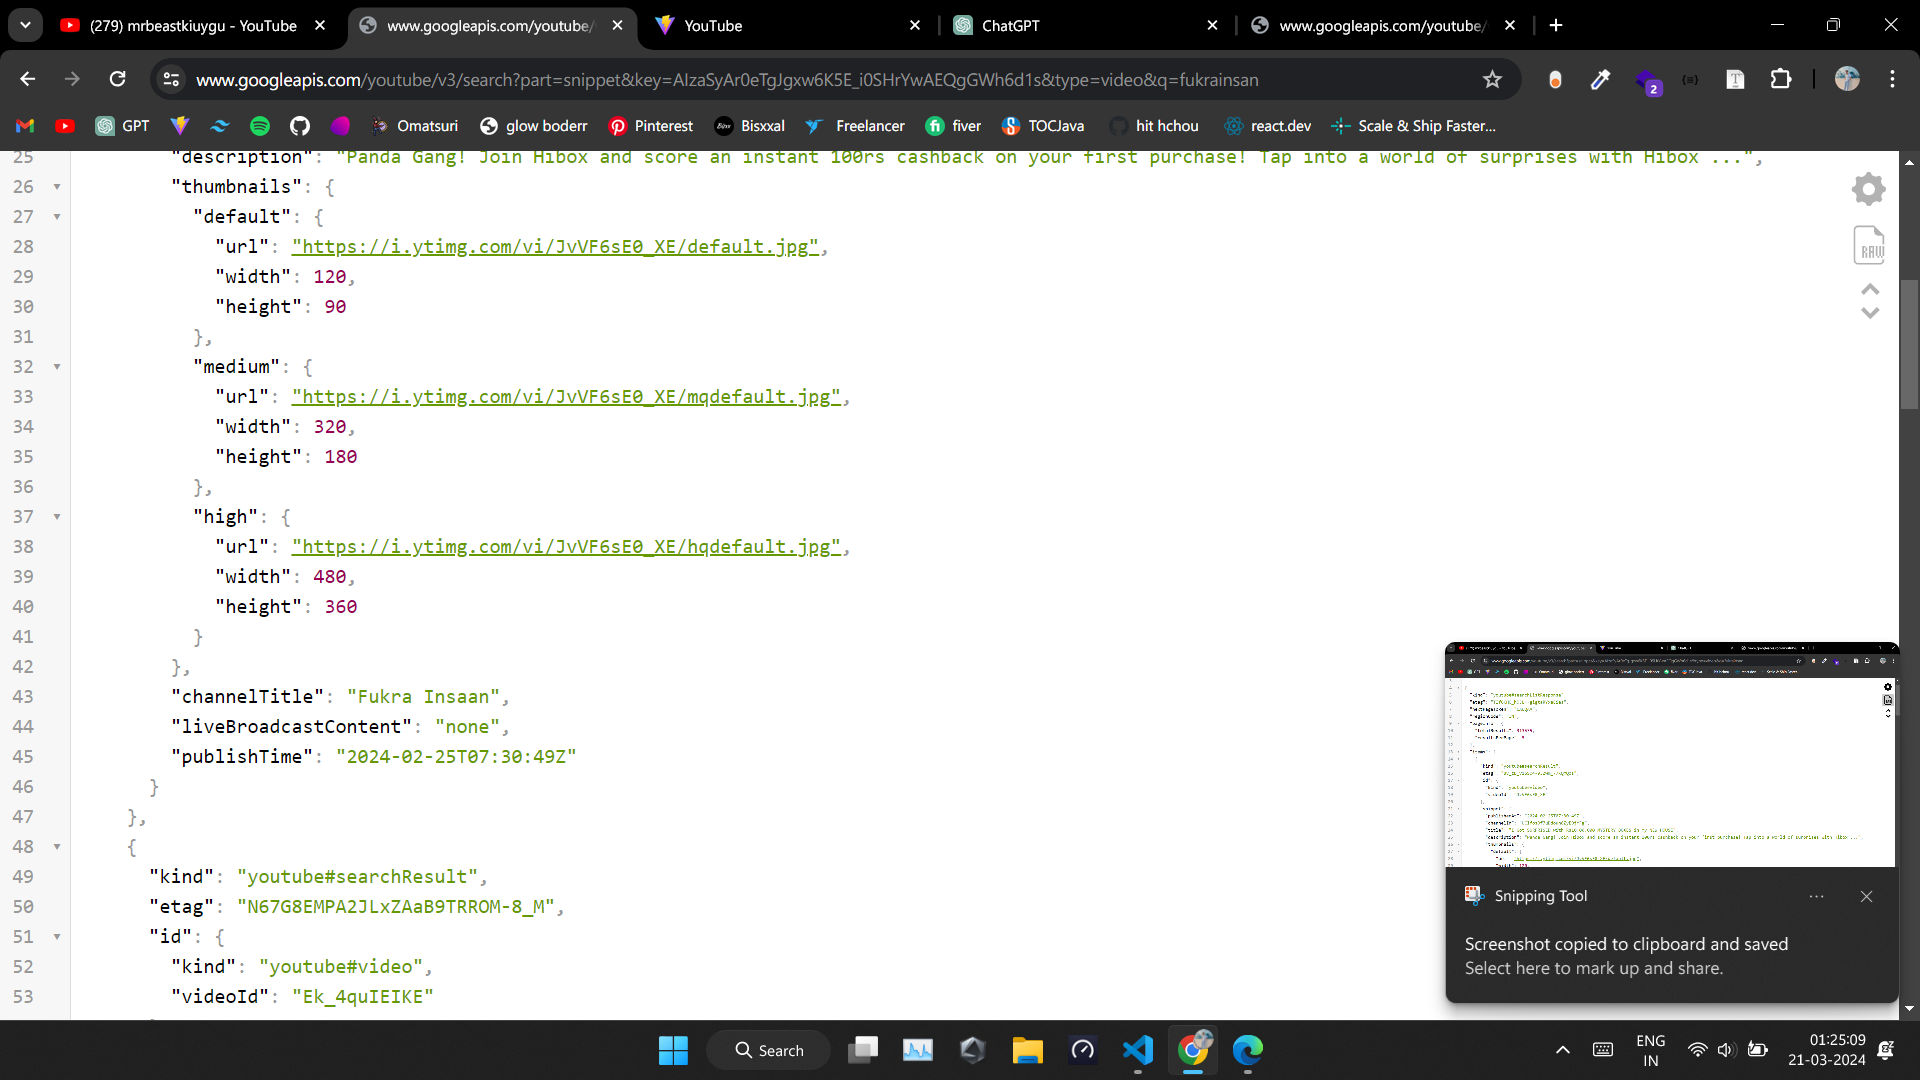 (279) mrbeastkiuygu - YouTube
www.googleapis.com/youtube/
YouTube
ChatGPT
www.googleapis.com/youtube/
www.googleapis.com/youtube/v3/search?part=snippet&key=AIzaSyAr0eTgJgxw6K5E_i0SHrYwAEQgGWh6d1s&type=video&q=fukrainsan
2
GPT
Omatsuri
glow boderr
Pinterest
Bisxxal
Freelancer
fiver
TOCJava
hit hchou
react.dev
Scale & Ship Faster...
25 "description": "Panda Gang! Join Hibox and score an instant 100rs cashback on your first purchase! Tap into a world of surprises with Hibox ...",
26 "thumbnails": {
27 "default": {
28 "url": "https://i.ytimg.com/vi/JvVF6sE0_XE/default.jpg",
29 "width": 120,
30 "height": 90
31 },
32 "medium": {
33 "url": "https://i.ytimg.com/vi/JvVF6sE0_XE/mqdefault.jpg",
34 "width": 320,
35 "height": 180
36 },
37 "high": {
38 "url": "https://i.ytimg.com/vi/JvVF6sE0_XE/hqdefault.jpg",
39 "width": 480,
40 "height": 360
41 }
42 },
43 "channelTitle": "Fukra Insaan",
44 "liveBroadcastContent": "none",
45 "publishTime": "2024-02-25T07:30:49Z"
46 }
47 },
48 {
49 "kind": "youtube#searchResult",
50 "etag": "N67G8EMPA2JLxZAaB9TRROM-8_M",
51 "id": {
52 "kind": "youtube#video",
53 "videoId": "Ek_4quIEIKE"
RAW
Snipping Tool
Screenshot copied to clipboard and saved
Select here to mark up and share.
Search
ENG
IN
01:25:09
21-03-2024